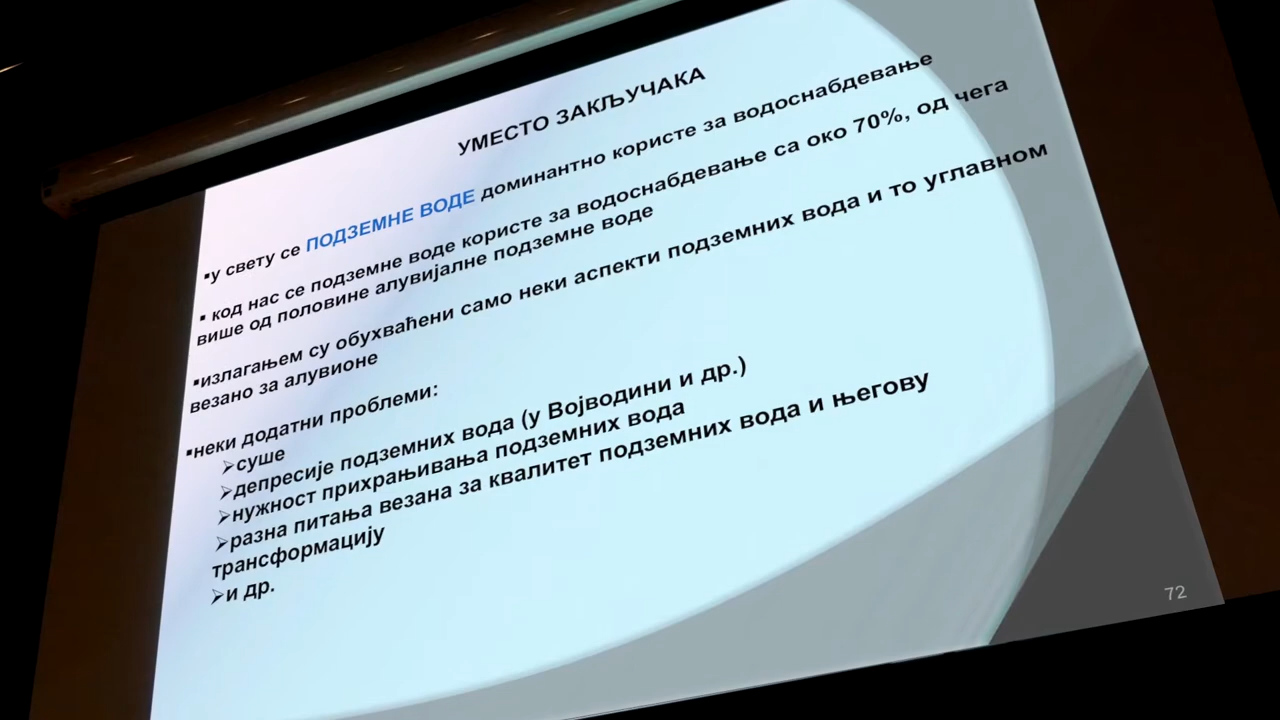 УМЕСТО ЗАКЉУЧАКА
▪у свету се ПОДЗЕМНЕ ВОДЕ доминантно користе за водоснабдевање
▪ код нас се подземне воде користе за водоснабдевање са око 70%, од чега
више од половине алувијалне подземне воде
▪излагањем су обухваћени само неки аспекти подземних вода и то углавном
везано за алувионе
▪неки додатни проблеми:
➢суше
➢депресије подземних вода (у Војводини и др.)
➢нужност прихрањивања подземних вода
➢разна питања везана за квалитет подземних вода и његову
трансформацију
➢и др.
72